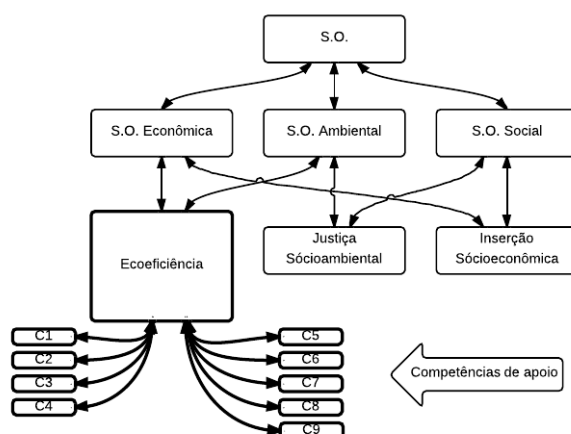 S.O.
S.O. Econômica
S.O. Ambiental
S.O. Social
Ecoeficiência
Justiça
Sócioambiental
Inserção
Sócioeconômica
C1
C2
C3
C4
C5
C6
C7
C8
C9
Competências de apoio